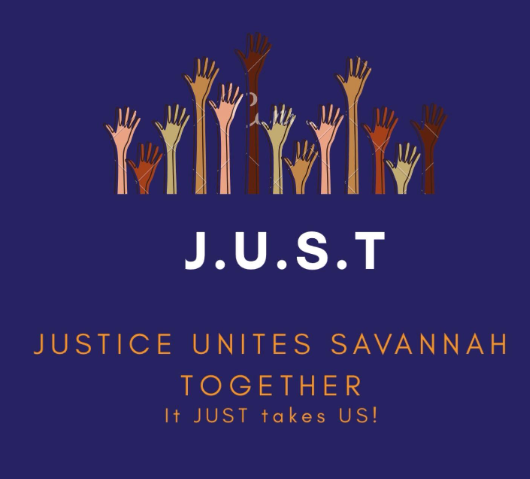 J.U.S.T
JUSTICE UNITES SAVANNAH
TOGETHER
It JUST takes US!